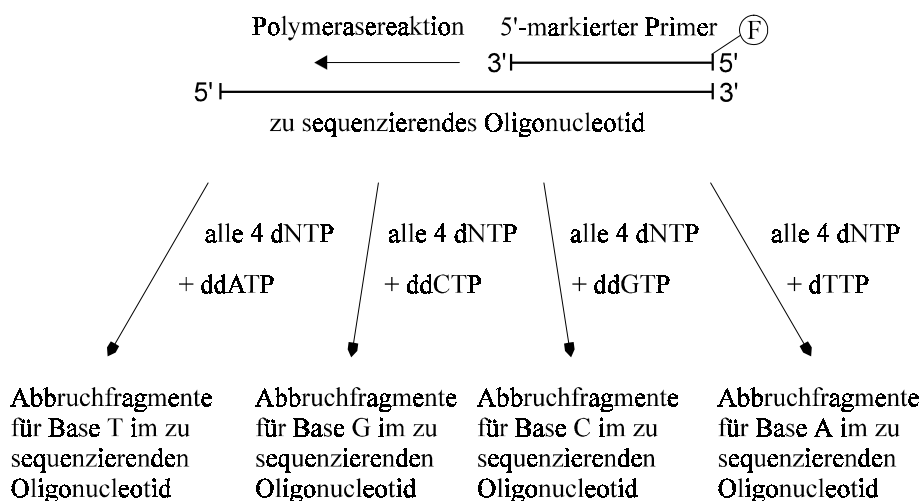 Polymerasereaktion 5'-markierter Primer F
3' 5'
5' 3'
zu sequenzierendes Oligonucleotid
alle 4 dNTP alle 4 dNTP alle 4 dNTP alle 4 dNTP
+ ddATP + ddCTP + ddGTP + dTTP
Abbruchfragmente
für Base T im zu
sequenzierenden
Oligonucleotid
Abbruchfragmente
für Base G im zu
sequenzierenden
Oligonucleotid
Abbruchfragmente
für Base C im zu
sequenzierenden
Oligonucleotid
Abbruchfragmente
für Base A im zu
sequenzierenden
Oligonucleotid